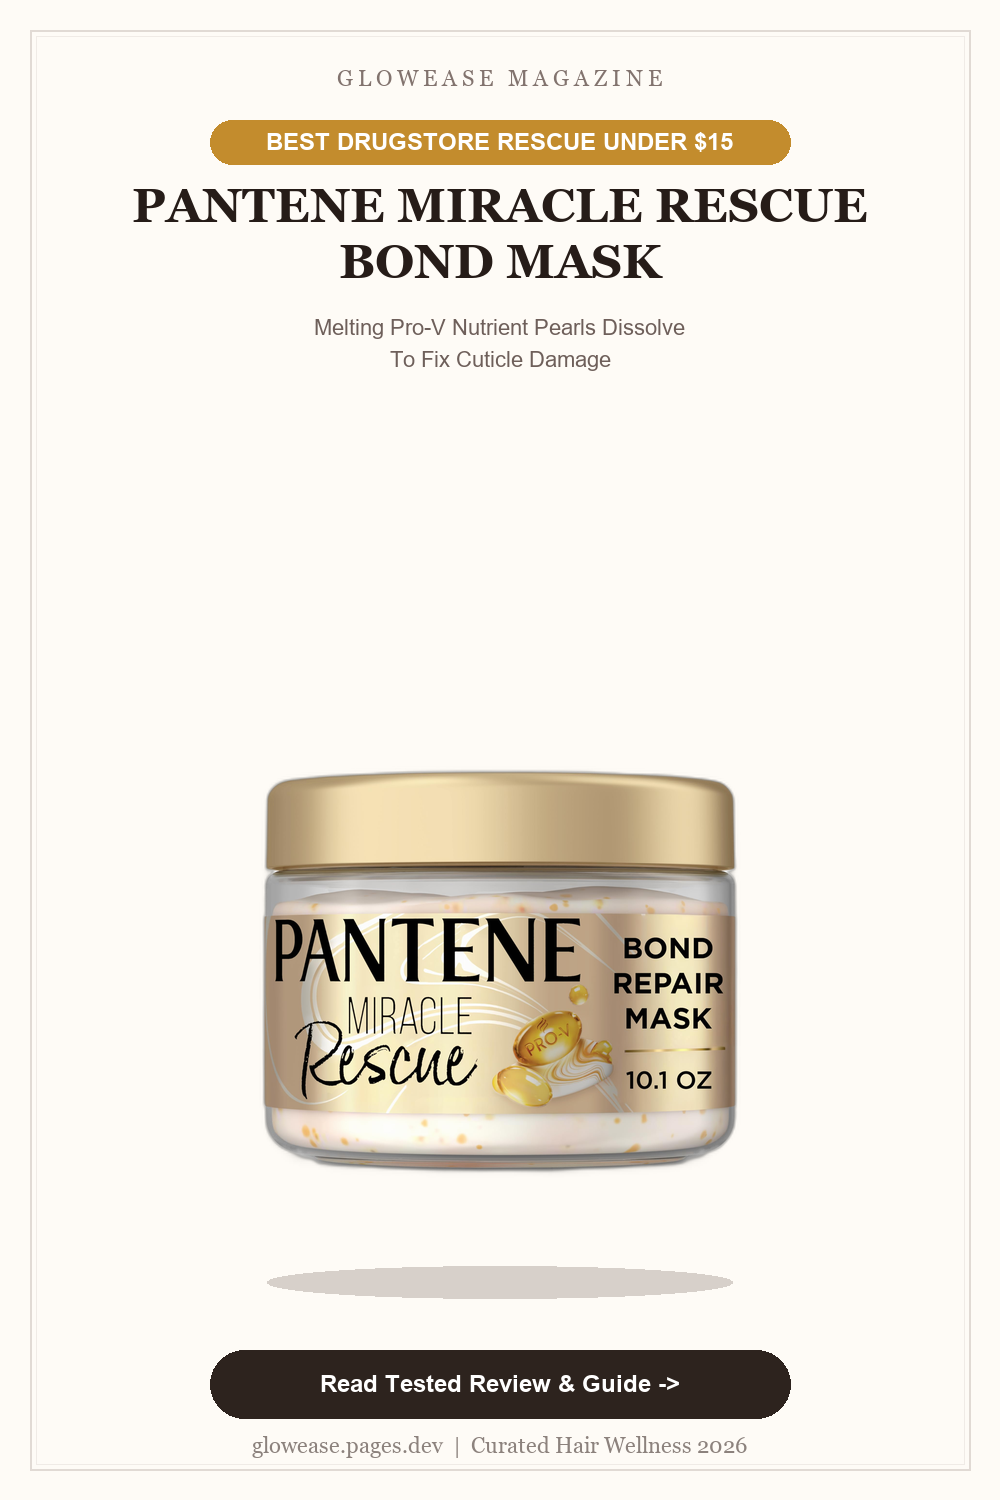 GLOWEASE MAGAZINE
BEST DRUGSTORE RESCUE UNDER $15
PANTENE MIRACLE RESCUE
BOND MASK
Melting Pro-V Nutrient Pearls Dissolve
To Fix Cuticle Damage
PANTENE
MIRACLE
Rescue
PRO-V
BOND
REPAIR
MASK
10.1 OZ
Read Tested Review & Guide ->
glowease.pages.dev | Curated Hair Wellness 2026